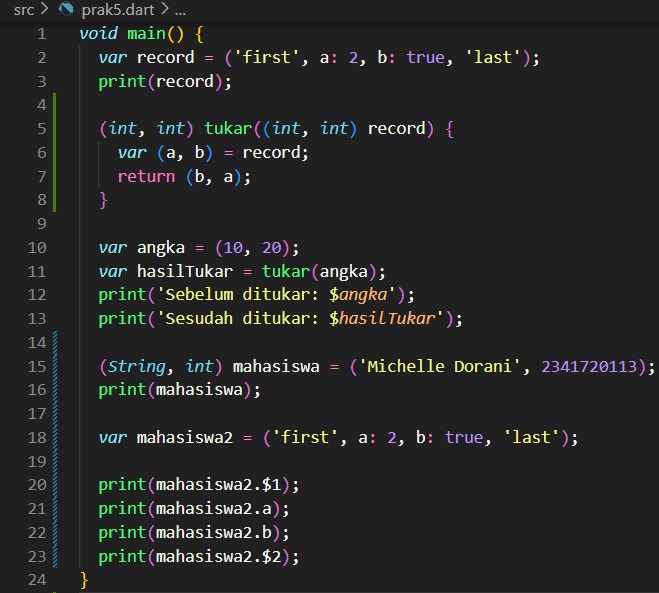 src > prak5.dart > ...
1 void main() {
2 var record = ('first', a: 2, b: true, 'last');
3 print(record);
4
5 (int, int) tukar((int, int) record) {
6 var (a, b) = record;
7 return (b, a);
8 }
9
10 var angka = (10, 20);
11 var hasilTukar = tukar(angka);
12 print('Sebelum ditukar: $angka');
13 print('Sesudah ditukar: $hasilTukar');
14
15 (String, int) mahasiswa = ('Michelle Dorani', 2341720113);
16 print(mahasiswa);
17
18 var mahasiswa2 = ('first', a: 2, b: true, 'last');
19
20 print(mahasiswa2.$1);
21 print(mahasiswa2.a);
22 print(mahasiswa2.b);
23 print(mahasiswa2.$2);
24 }